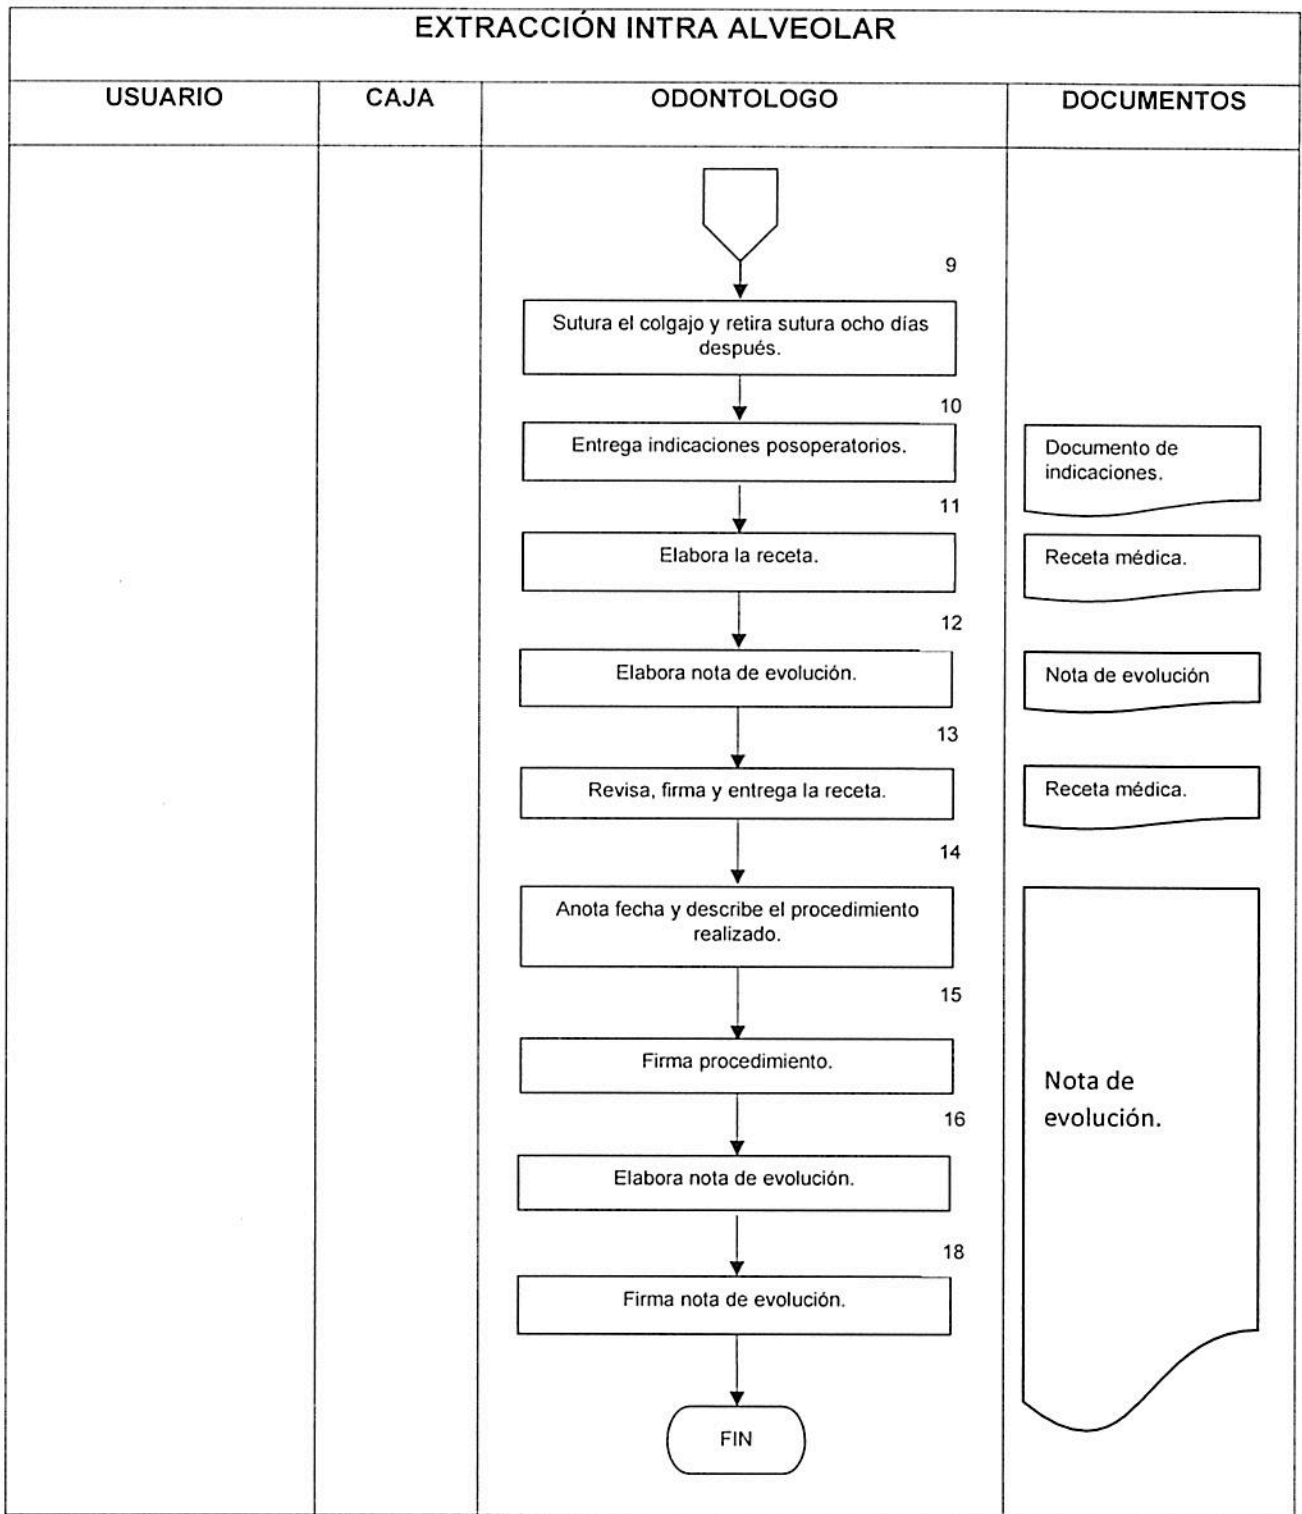 EXTRACCIÓN INTRA ALVEOLAR
USUARIO
CAJA
ODONTOLOGO
DOCUMENTOS
9
Sutura el colgajo y retira sutura ocho días
después.
10
Entrega indicaciones posoperatorios.
Documento de
indicaciones.
11
Elabora la receta.
Receta médica.
12
Elabora nota de evolución.
Nota de evolución
13
Revisa, firma y entrega la receta.
Receta médica.
14
Anota fecha y describe el procedimiento
realizado.
15
Firma procedimiento.
Nota de
evolución.
16
Elabora nota de evolución.
18
Firma nota de evolución.
FIN